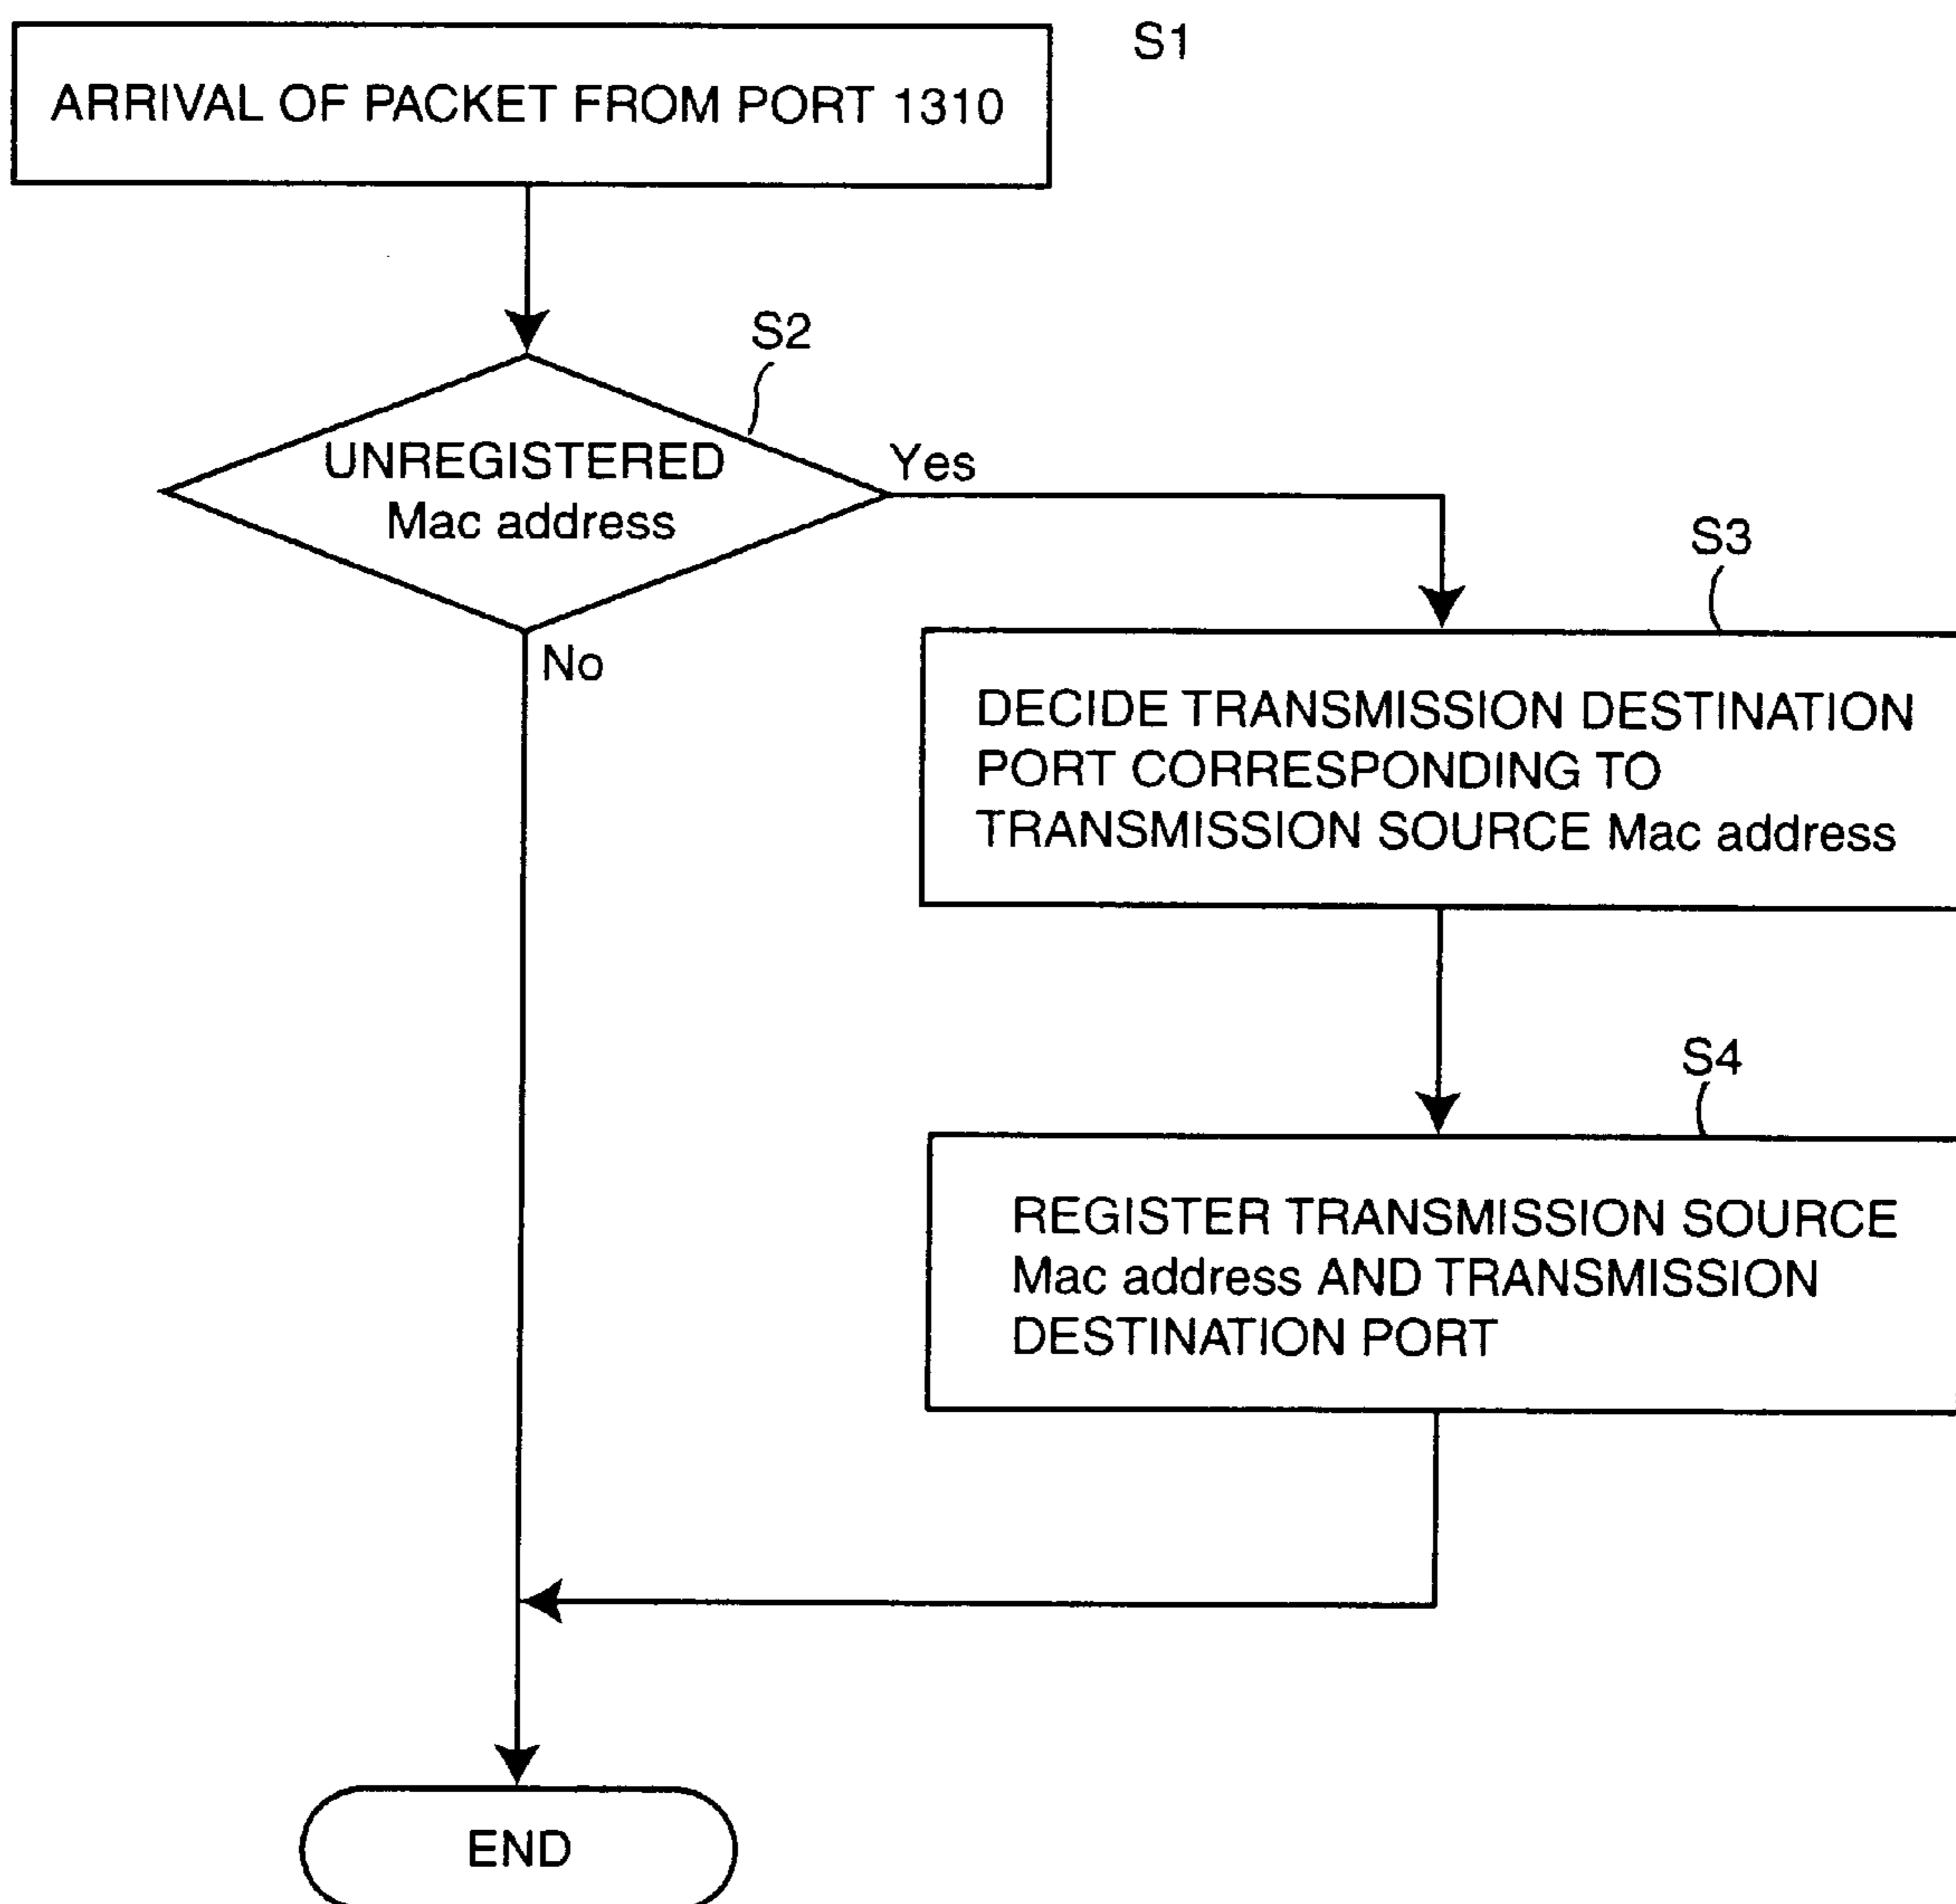 S1
ARRIVAL OF PACKET FROM PORT 1310
S2
UNREGISTERED
Mac address
Yes
No
S3
DECIDE TRANSMISSION DESTINATION
PORT CORRESPONDING TO
TRANSMISSION SOURCE Mac address
S4
REGISTER TRANSMISSION SOURCE
Mac address AND TRANSMISSION
DESTINATION PORT
END